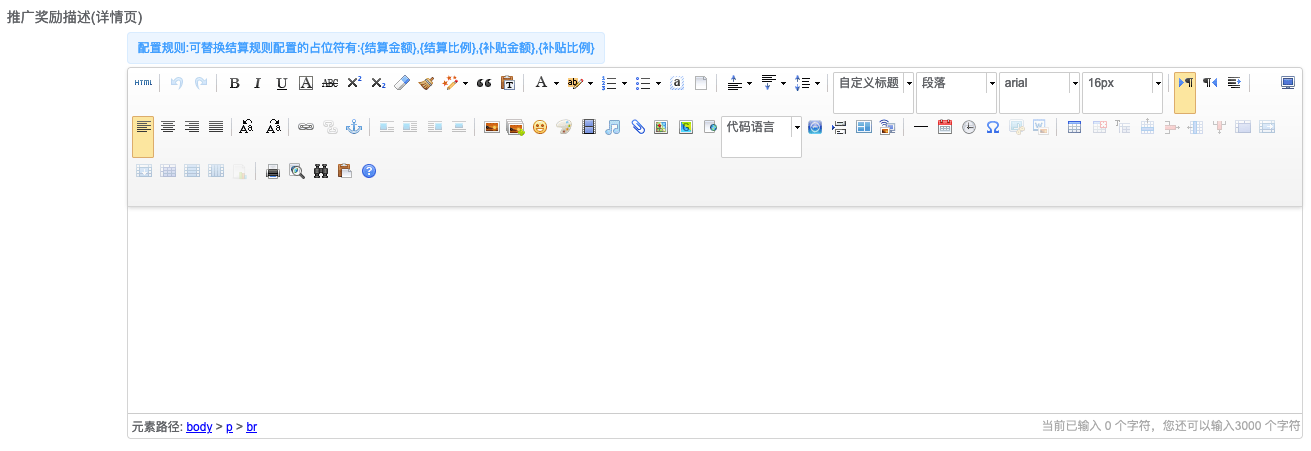 推广奖励描述(详情页)
配置规则:可替换结算规则配置的占位符有:{结算金额},{结算比例},{补贴金额},{补贴比例}
HTML B I U A ABC X² X₂ A 自定义标题 段落 arial 16px
代码语言
元素路径: body > p > br
当前已输入 0 个字符，您还可以输入3000 个字符